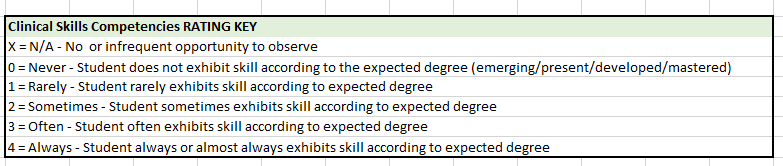 Clinical Skills Competencies RATING KEY
X = N/A - No or infrequent opportunity to observe
0 = Never - Student does not exhibit skill according to the expected degree (emerging/present/developed/mastered)
1 = Rarely - Student rarely exhibits skill according to expected degree
2 = Sometimes - Student sometimes exhibits skill according to expected degree
3 = Often - Student often exhibits skill according to expected degree
4 = Always - Student always or almost always exhibits skill according to expected degree